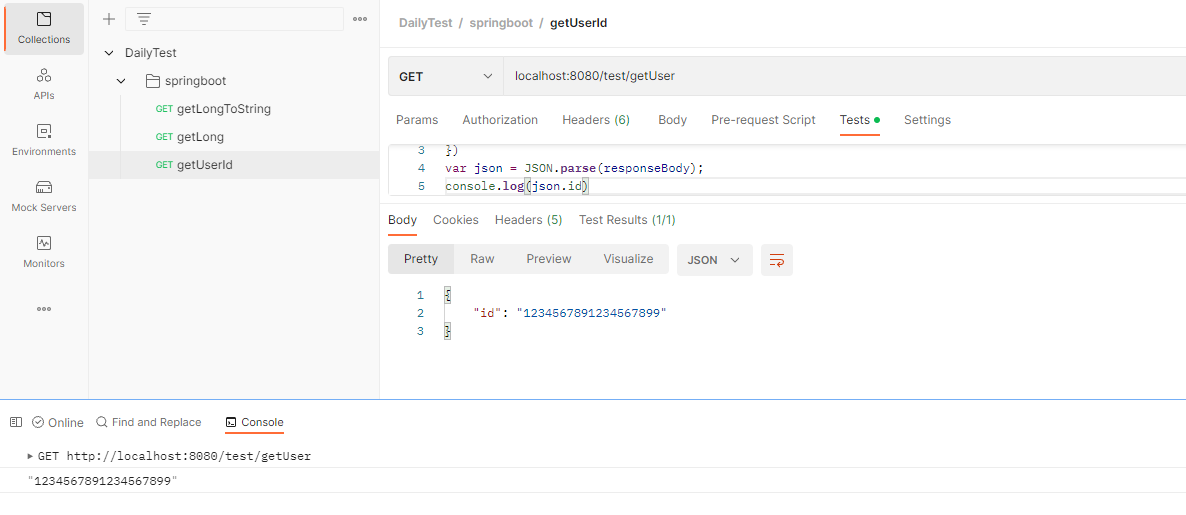 Collections
APIs
Environments
Mock Servers
Monitors
DailyTest
springboot
GET getLongToString
GET getLong
GET getUserId
DailyTest / springboot / getUserId
GET localhost:8080/test/getUser
Params Authorization Headers (6) Body Pre-request Script Tests Settings
3 })
4 var json = JSON.parse(responseBody);
5 console.log(json.id)
Body Cookies Headers (5) Test Results (1/1)
Pretty Raw Preview Visualize JSON
1 {
2 "id": "1234567891234567899"
3 }
Online Find and Replace Console
GET http://localhost:8080/test/getUser
"1234567891234567899"